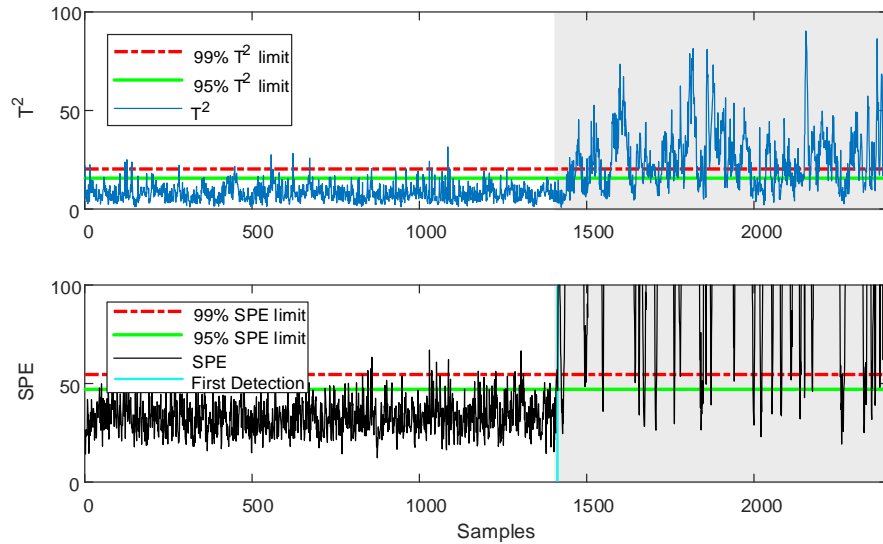 100
50
0
T²
99% T² limit
95% T² limit
T²
0
500
1000
1500
2000
100
50
0
SPE
99% SPE limit
95% SPE limit
SPE
First Detection
0
500
1000
1500
2000
Samples